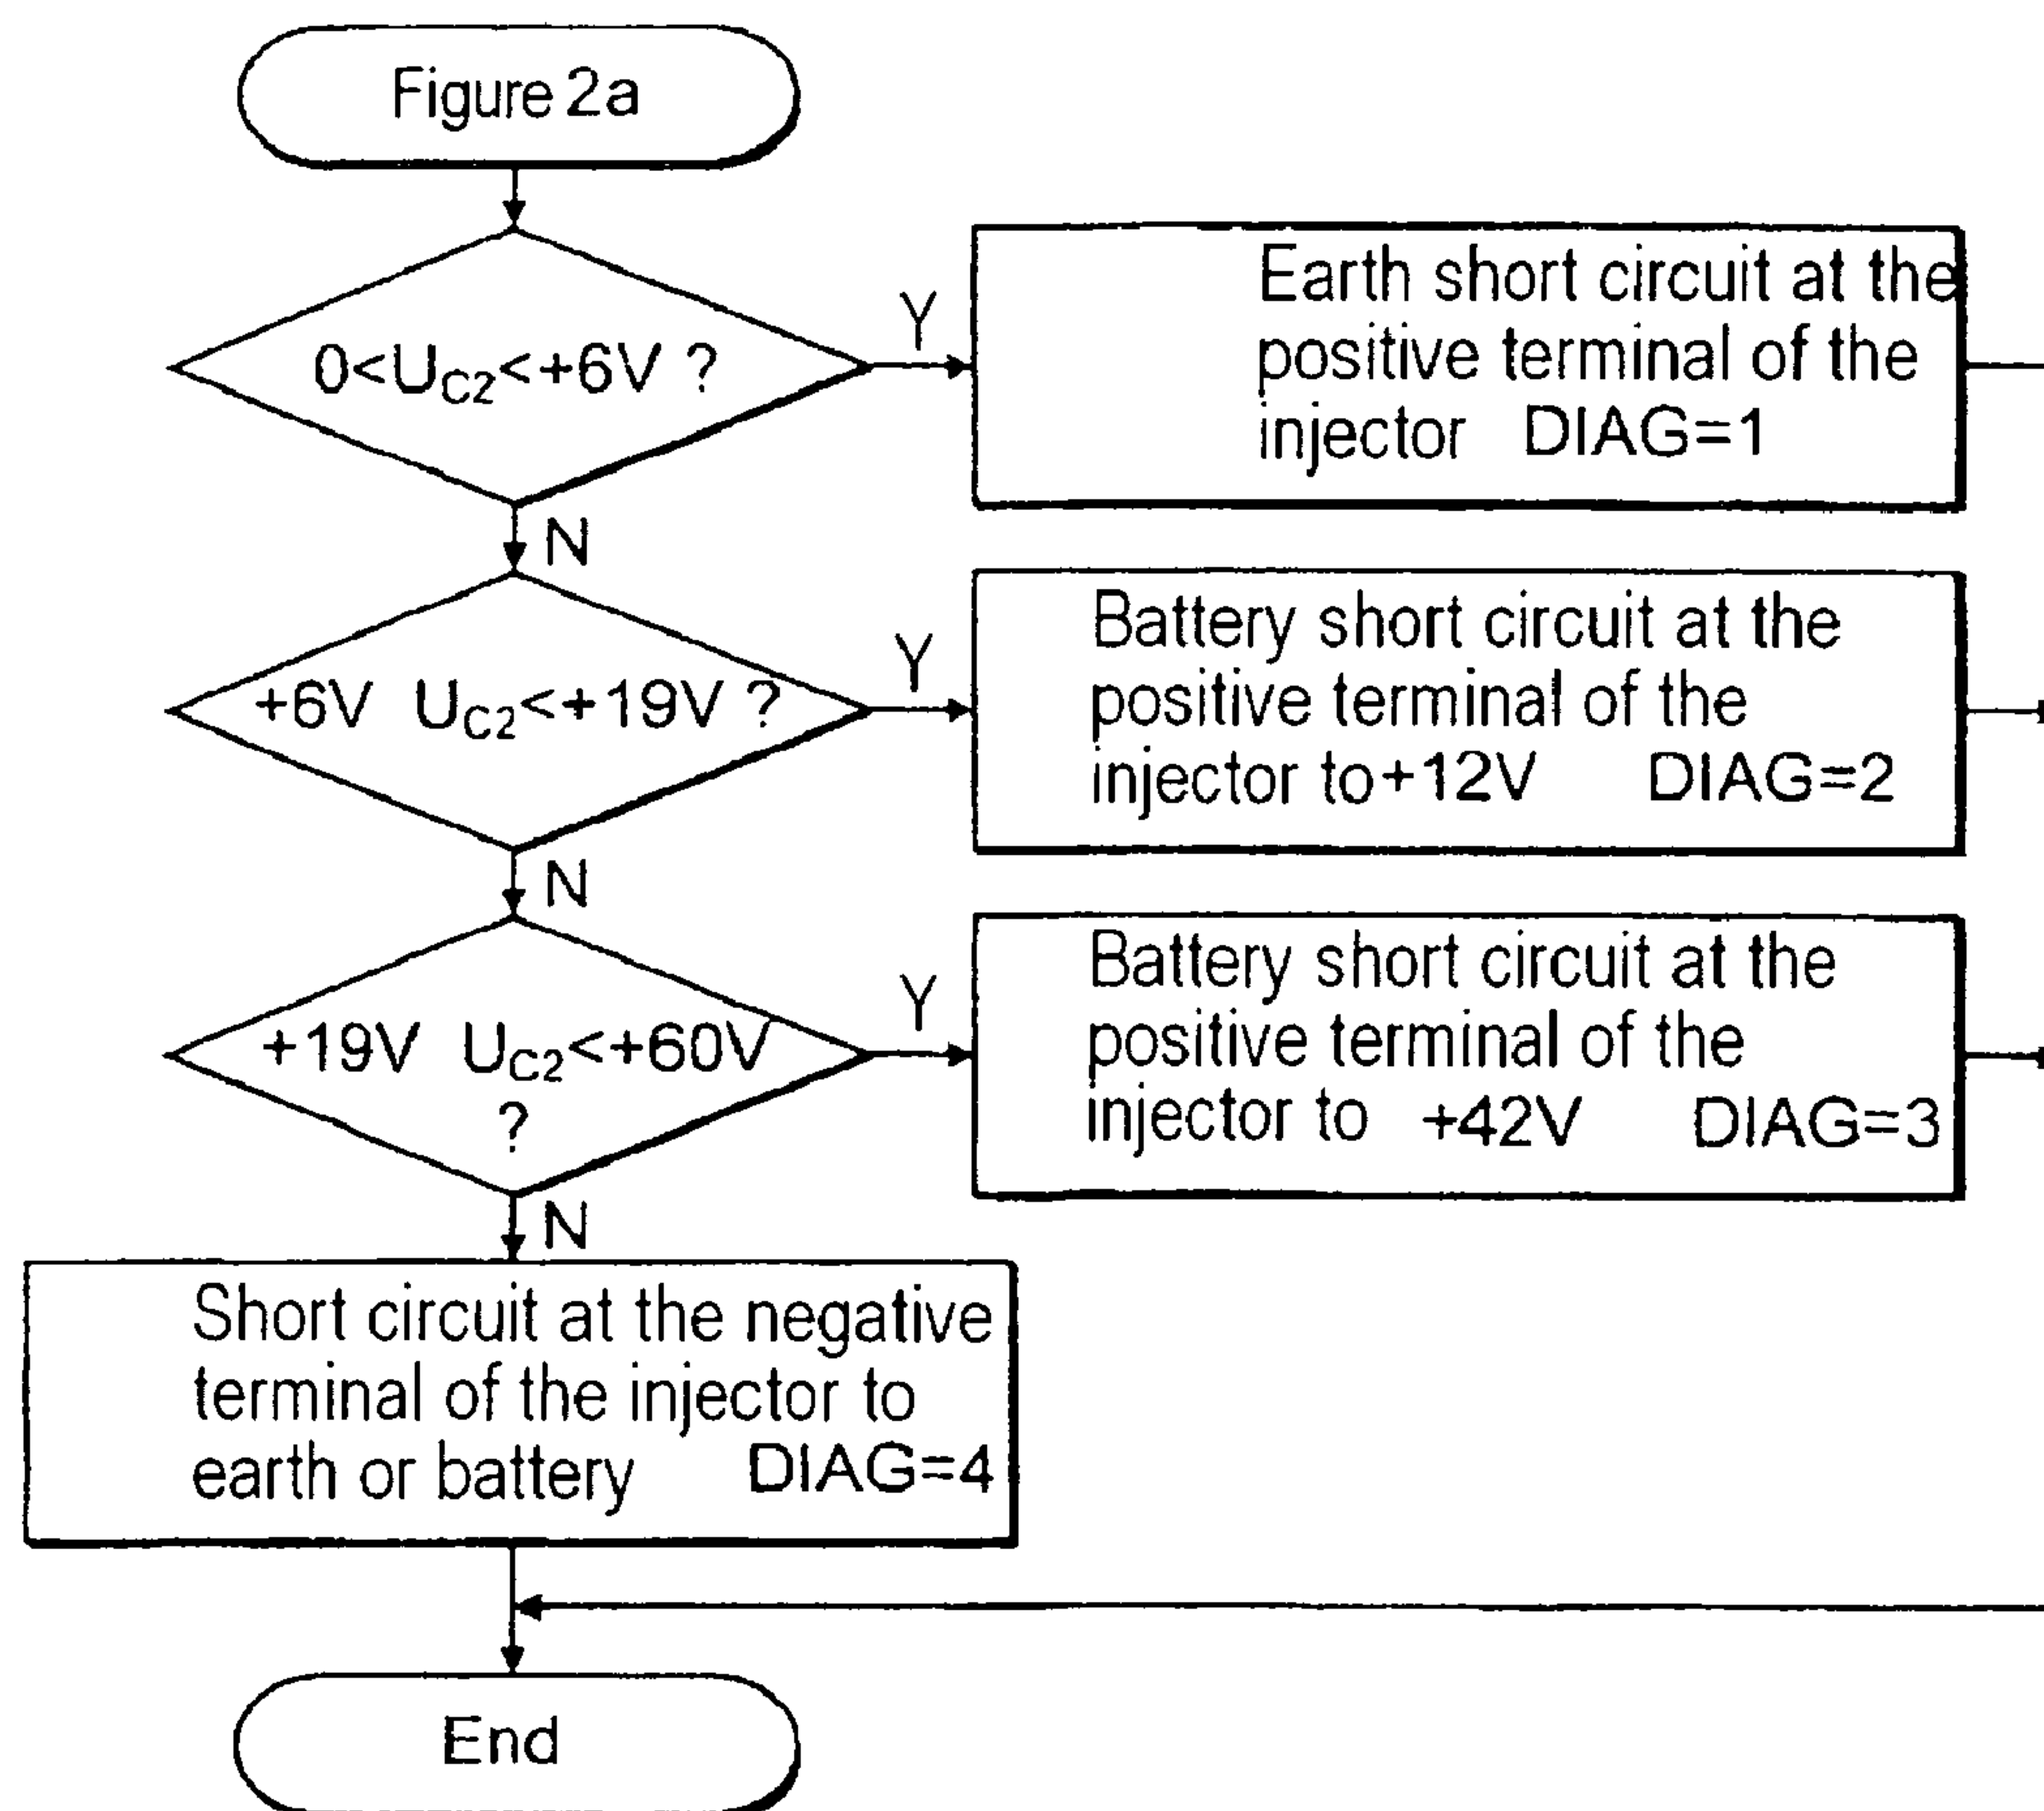 Figure 2a
0<U_C2<+6V ?
Y
Earth short circuit at the
positive terminal of the
injector DIAG=1
N
+6V U_C2<+19V ?
Y
Battery short circuit at the
positive terminal of the
injector to +12V DIAG=2
N
+19V U_C2<+60V
?
Y
Battery short circuit at the
positive terminal of the
injector to +42V DIAG=3
N
Short circuit at the negative
terminal of the injector to
earth or battery DIAG=4
End